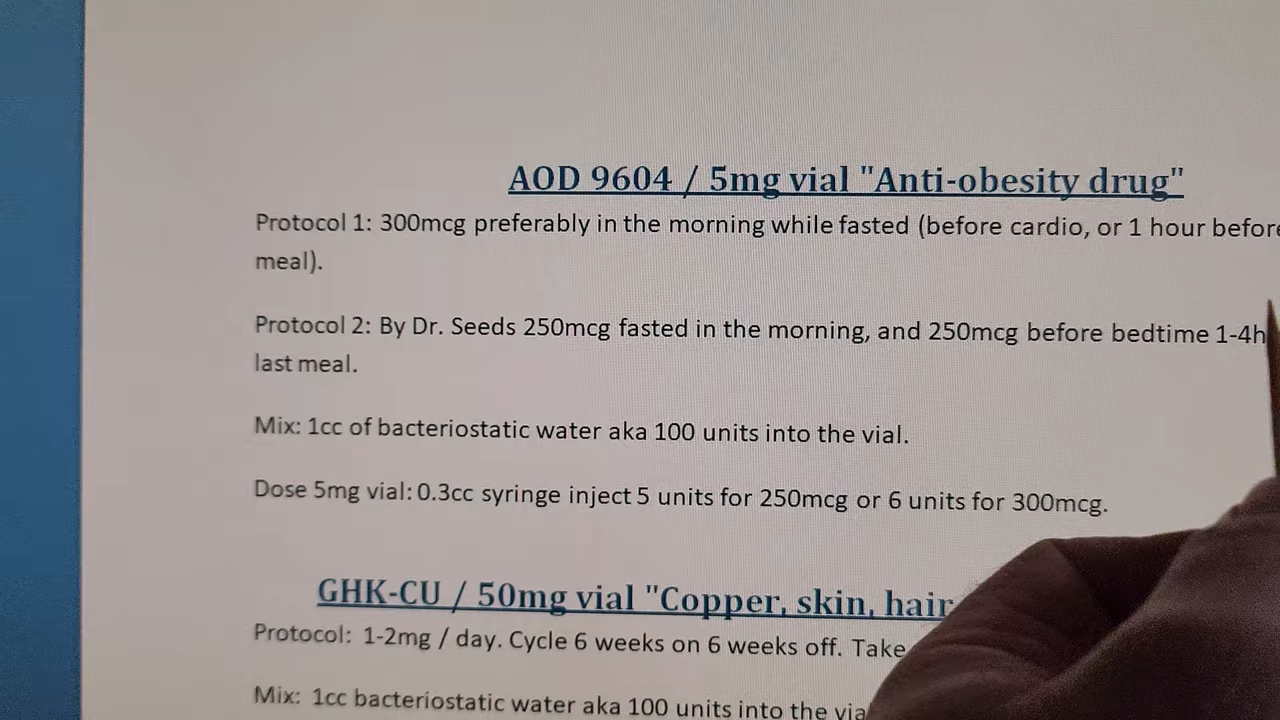 AOD 9604 / 5mg vial "Anti-obesity drug"
Protocol 1: 300mcg preferably in the morning while fasted (before cardio, or 1 hour before
meal).
Protocol 2: By Dr. Seeds 250mcg fasted in the morning, and 250mcg before bedtime 1-4h
last meal.
Mix: 1cc of bacteriostatic water aka 100 units into the vial.
Dose 5mg vial: 0.3cc syringe inject 5 units for 250mcg or 6 units for 300mcg.
GHK-CU / 50mg vial "Copper, skin, hair
Protocol: 1-2mg / day. Cycle 6 weeks on 6 weeks off. Take
Mix: 1cc bacteriostatic water aka 100 units into the via